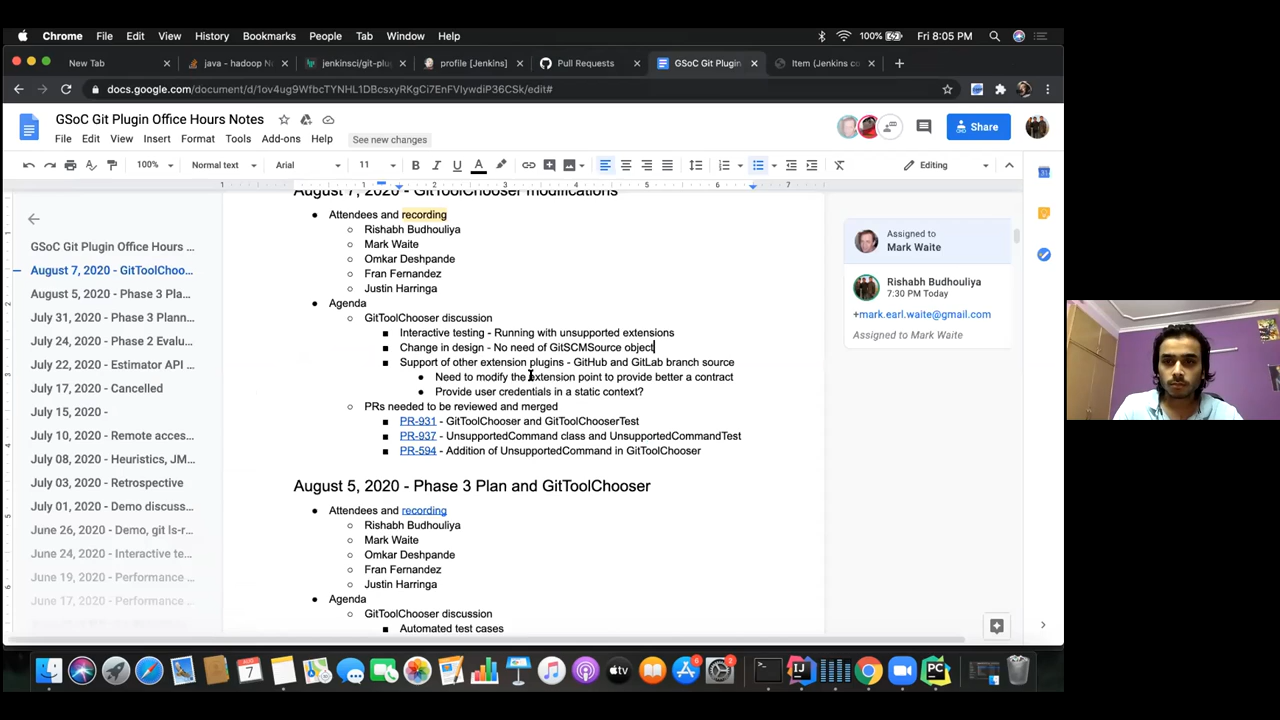 Chrome File Edit View History Bookmarks People Tab Window Help 100% Fri 8:05 PM
New Tab java - hadoop N jenkinsci/git-plu profile [Jenkins] Pull Requests GSoC Git Plugin Item (Jenkins co
docs.google.com/document/d/1ov4ug9WfbcTYNHL1DBcsxyRKgCi7EnFVIywdiP36CSk/edit#
GSoC Git Plugin Office Hours Notes
Share
File Edit View Insert Format Tools Add-ons Help See new changes
100% Normal text Arial 11 B I U A Editing
1 1 2 3 4 5 6 7
August 7, 2020 - GitToolChooser modifications
Attendees and recording
Rishabh Budhouliya
Mark Waite
Omkar Deshpande
Fran Fernandez
Justin Harringa
Agenda
GitToolChooser discussion
Interactive testing - Running with unsupported extensions
Change in design - No need of GitSCMSource object
Support of other extension plugins - GitHub and GitLab branch source
Need to modify the extension point to provide better a contract
Provide user credentials in a static context?
PRs needed to be reviewed and merged
PR-931 - GitToolChooser and GitToolChooserTest
PR-937 - UnsupportedCommand class and UnsupportedCommandTest
PR-594 - Addition of UnsupportedCommand in GitToolChooser
August 5, 2020 - Phase 3 Plan and GitToolChooser
Attendees and recording
Rishabh Budhouliya
Mark Waite
Omkar Deshpande
Fran Fernandez
Justin Harringa
Agenda
GitToolChooser discussion
Automated test cases
GSoC Git Plugin Office Hours ...
August 7, 2020 - GitToolChoo...
August 5, 2020 - Phase 3 Pla...
July 31, 2020 - Phase 3 Plann...
July 24, 2020 - Phase 2 Evalu...
July 22, 2020 - Estimator API ...
July 17, 2020 - Cancelled
July 15, 2020 -
July 10, 2020 - Remote acces...
July 08, 2020 - Heuristics, JM...
July 03, 2020 - Retrospective
July 01, 2020 - Demo discuss...
June 26, 2020 - Demo, git ls-r...
June 24, 2020 - Interactive te...
June 19, 2020 - Performance ...
June 17, 2020 - Performance ...
Assigned to
Mark Waite
Rishabh Budhouliya
7:30 PM Today
+mark.earl.waite@gmail.com
Assigned to Mark Waite